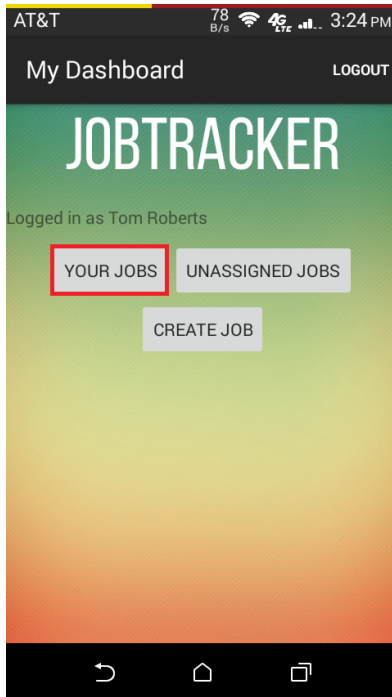 AT&T 78 B/s 4G LTE 3:24 PM
My Dashboard LOGOUT
JOBTRACKER
Logged in as Tom Roberts
YOUR JOBS UNASSIGNED JOBS
CREATE JOB